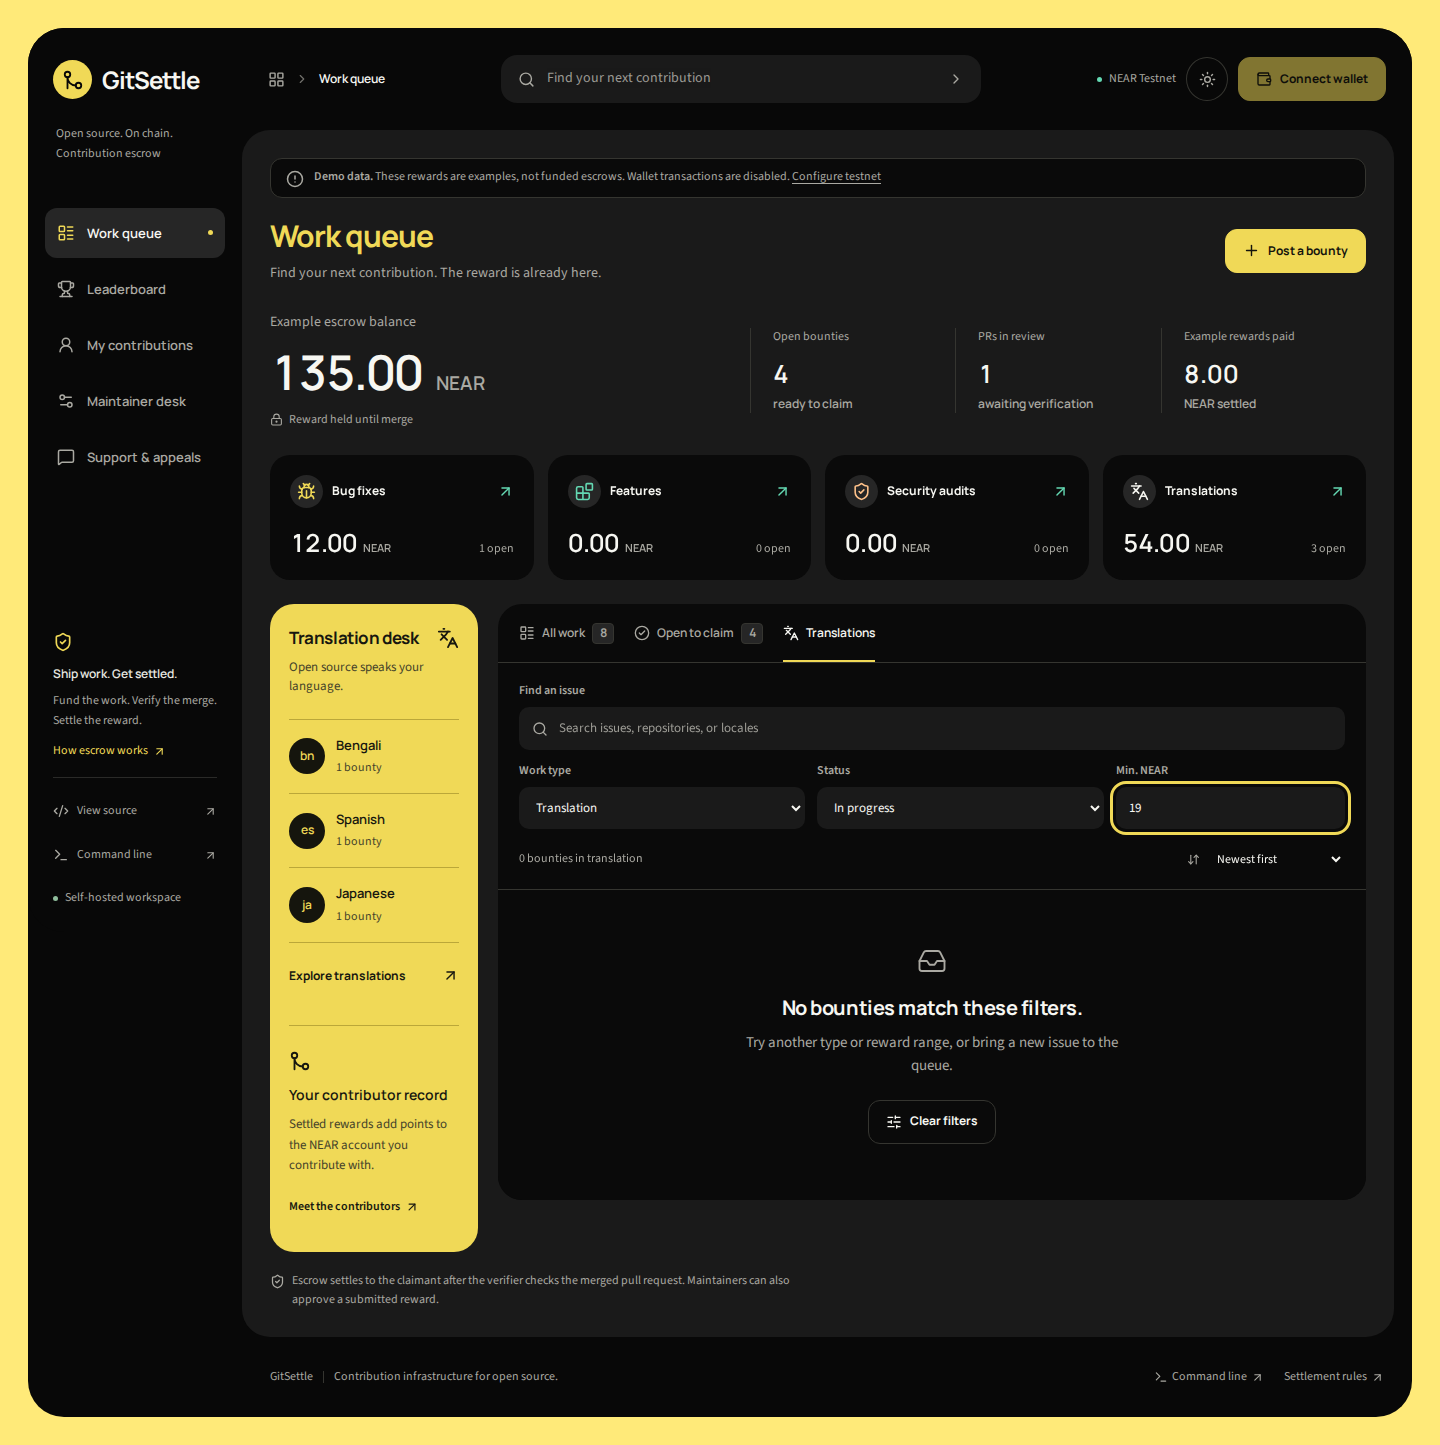 GitSettle
Open source. On chain.
Contribution escrow
Work queue
Leaderboard
My contributions
Maintainer desk
Support & appeals
Ship work. Get settled.
Fund the work. Verify the merge.
Settle the reward.
How escrow works
View source
Command line
Self-hosted workspace
Work queue
Find your next contribution
NEAR Testnet
Connect wallet
Demo data. These rewards are examples, not funded escrows. Wallet transactions are disabled. Configure testnet
Work queue
Find your next contribution. The reward is already here.
Post a bounty
Example escrow balance
135.00 NEAR
Reward held until merge
Open bounties
4
ready to claim
PRs in review
1
awaiting verification
Example rewards paid
8.00
NEAR settled
Bug fixes
12.00 NEAR
1 open
Features
0.00 NEAR
0 open
Security audits
0.00 NEAR
0 open
Translations
54.00 NEAR
3 open
Translation desk
Open source speaks your
language.
bn
Bengali
1 bounty
es
Spanish
1 bounty
ja
Japanese
1 bounty
Explore translations
Your contributor record
Settled rewards add points to
the NEAR account you
contribute with.
Meet the contributors
All work 8
Open to claim 4
Translations
Find an issue
Search issues, repositories, or locales
Work type
Translation
Status
In progress
Min. NEAR
19
0 bounties in translation
Newest first
No bounties match these filters.
Try another type or reward range, or bring a new issue to the
queue.
Clear filters
Escrow settles to the claimant after the verifier checks the merged pull request. Maintainers can also
approve a submitted reward.
GitSettle
Contribution infrastructure for open source.
Command line
Settlement rules